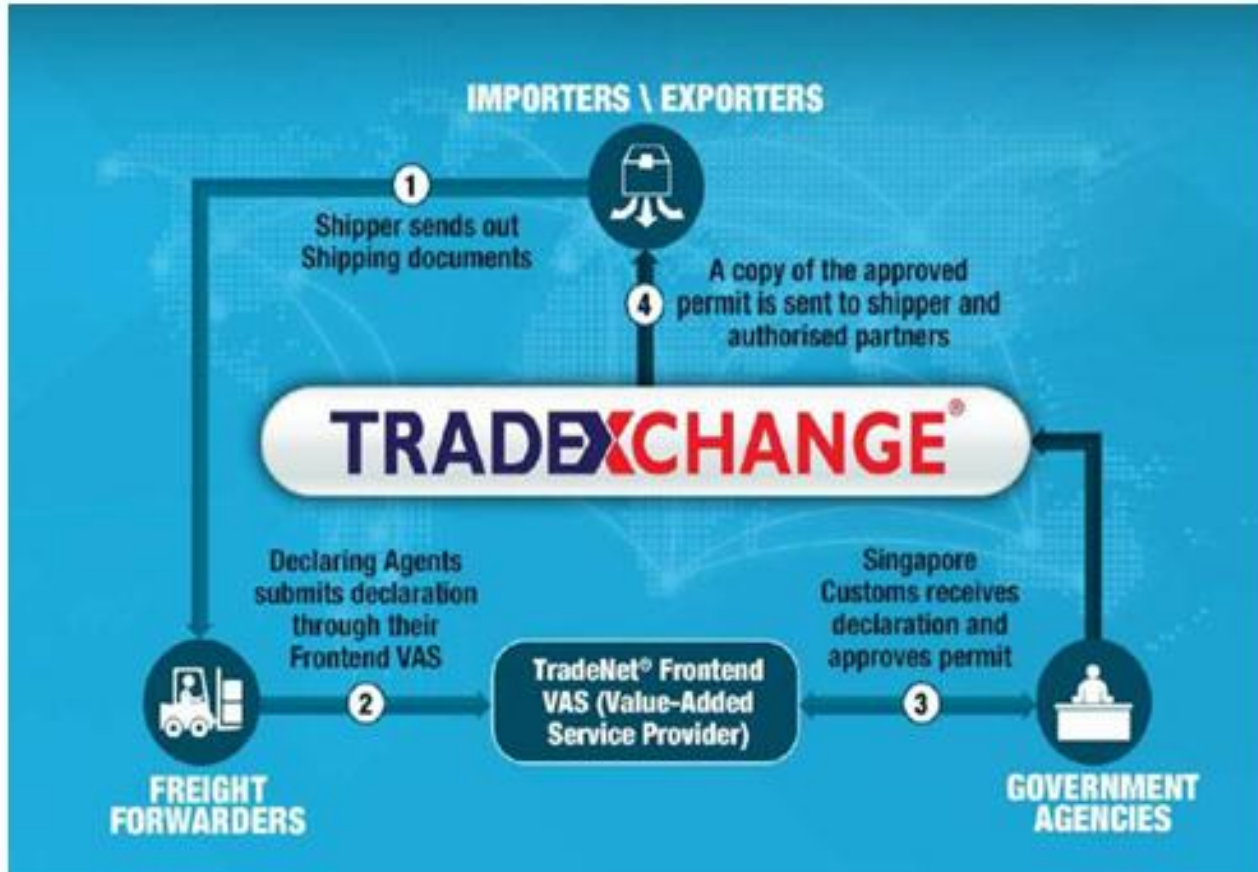 IMPORTERS \ EXPORTERS
1
Shipper sends out
Shipping documents
4
A copy of the approved
permit is sent to shipper and
authorised partners
TRADEXCHANGE®
Declaring Agents
submits declaration
through their
Frontend VAS
2
TradeNet® Frontend
VAS (Value-Added
Service Provider)
Singapore
Customs receives
declaration and
approves permit
3
FREIGHT
FORWARDERS
GOVERNMENT
AGENCIES